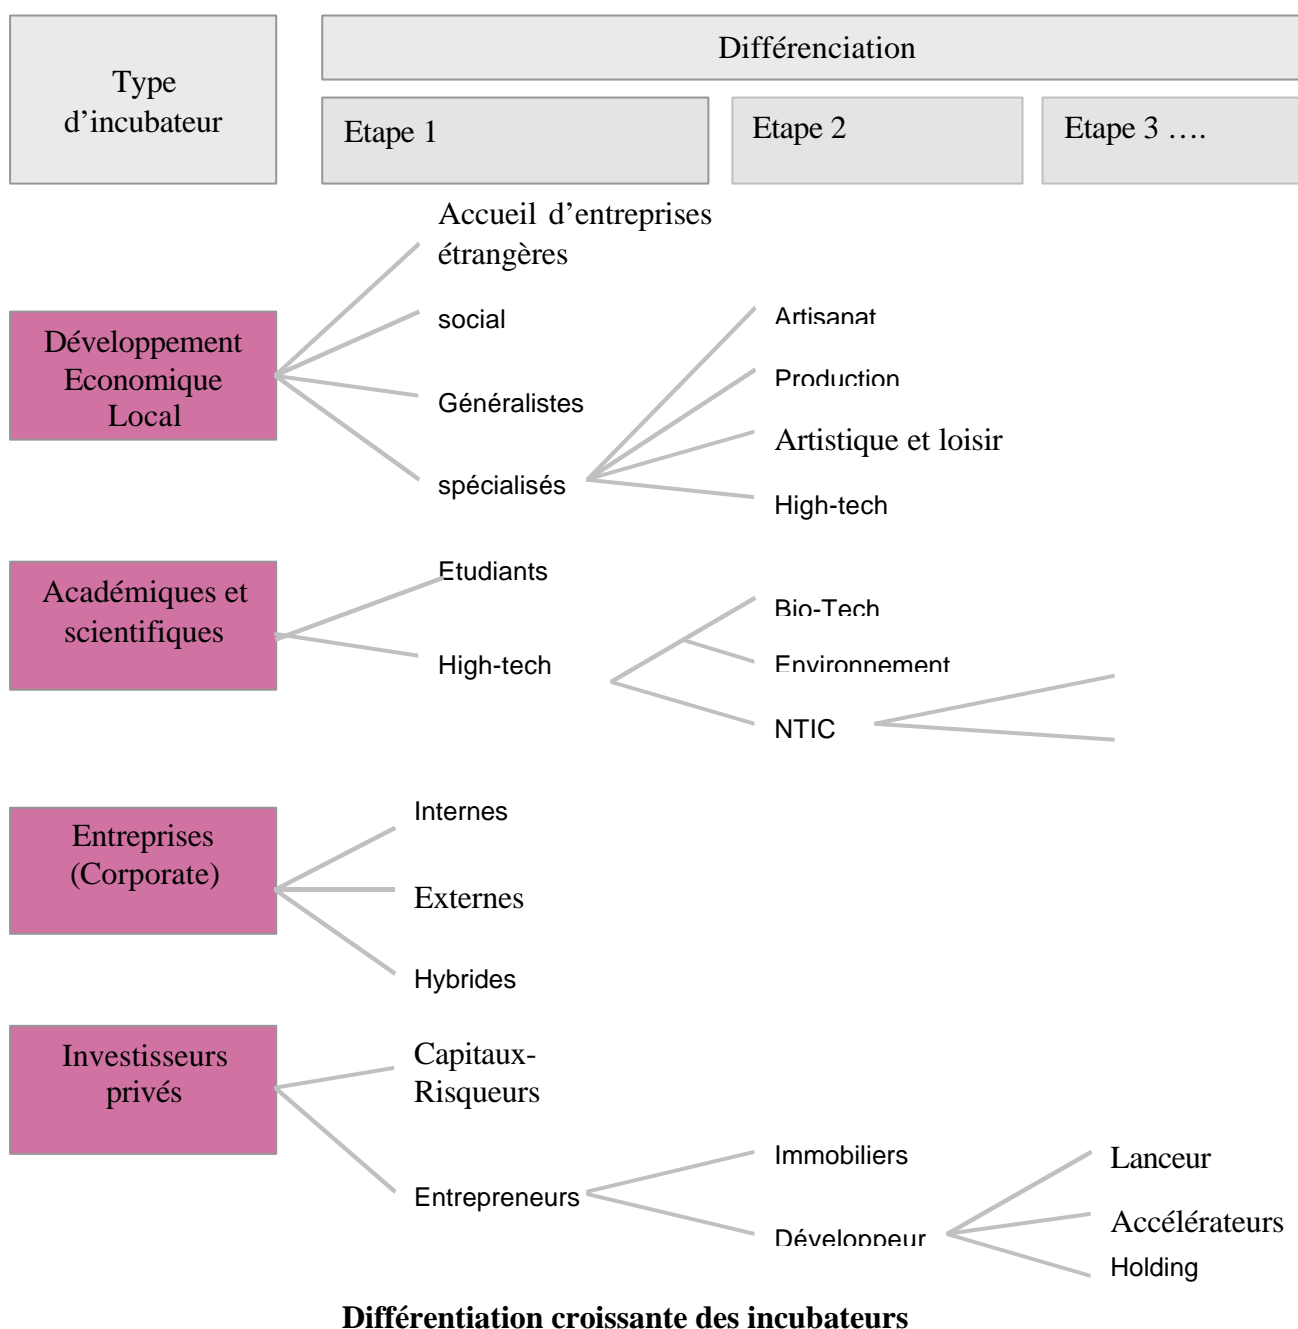 Type
d’incubateur
Différenciation
Etape 1
Etape 2
Etape 3 ….
Accueil d’entreprises
étrangères
social
Généralistes
spécialisés
Développement
Economique
Local
Artisanat
Production
Artistique et loisir
High-tech
Académiques et
scientifiques
Etudiants
High-tech
Bio-Tech
Environnement
NTIC
Entreprises
(Corporate)
Internes
Externes
Hybrides
Investisseurs
privés
Capitaux-
Risqueurs
Entrepreneurs
Immobiliers
Développeur
Lanceur
Accélérateurs
Holding
Différentiation croissante des incubateurs